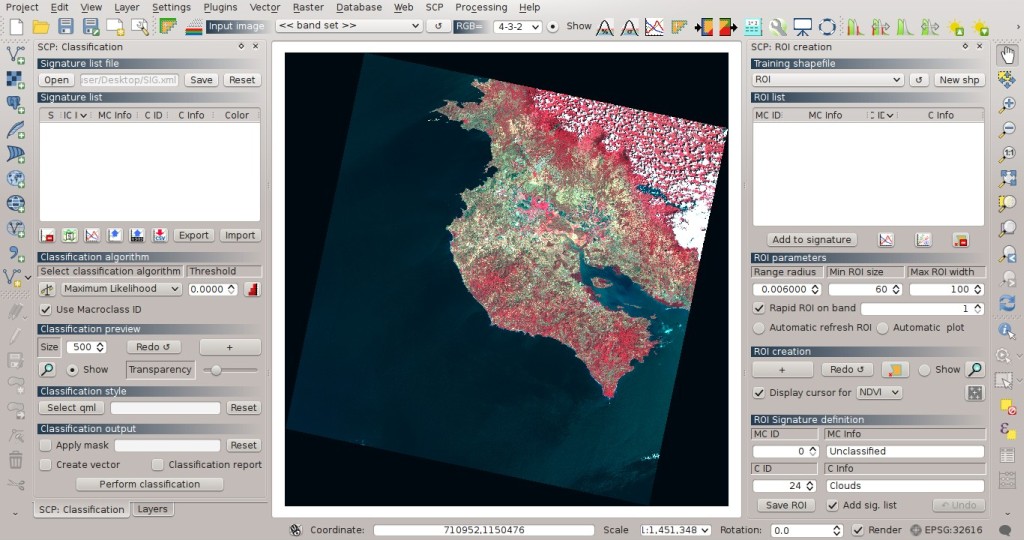 Project Edit View Layer Settings Plugins Vector Raster Database Web SCP Processing Help
Input image << band set >> RGB= 4-3-2 Show
SCP: Classification
Signature list file
Open user/Desktop/SIG.xml Save Reset
Signature list
S MC Info C ID C Info Color
Export Import
Classification algorithm
Select classification algorithm Threshold
Maximum Likelihood 0.0000
Use Macroclass ID
Classification preview
Size 500 Redo ↺ +
Show Transparency
Classification style
Select qml Reset
Classification output
Apply mask Reset
Create vector Classification report
Perform classification
SCP: Classification Layers
SCP: ROI creation
Training shapefile
ROI New shp
ROI list
MC ID MC Info C Info
Add to signature
ROI parameters
Range radius Min ROI size Max ROI width
0.006000 60 100
Rapid ROI on band 1
Automatic refresh ROI Automatic plot
ROI creation
+ Redo ↺ Show
Display cursor for NDVI
ROI Signature definition
MC ID MC Info
0 Unclassified
C ID C Info
24 Clouds
Save ROI Add sig. list Undo
Coordinate: 710952,1150476 Scale 1:1,451,348 Rotation: 0.0 Render EPSG:32616